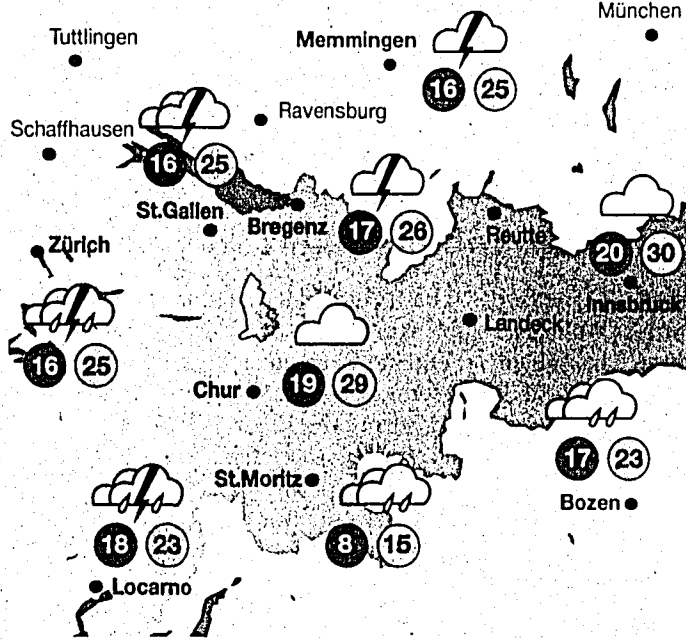 München
Tuttlingen
Memmingen
16 25
Ravensburg
Schaffhausen
16 25
St.Gallen
Bregenz
17 26
Reutte
Zürich
20 30
Innsbruck
Landeck
16 25
Chur
19 29
17 23
St.Moritz
Bozen
18 23
8 15
Locarno